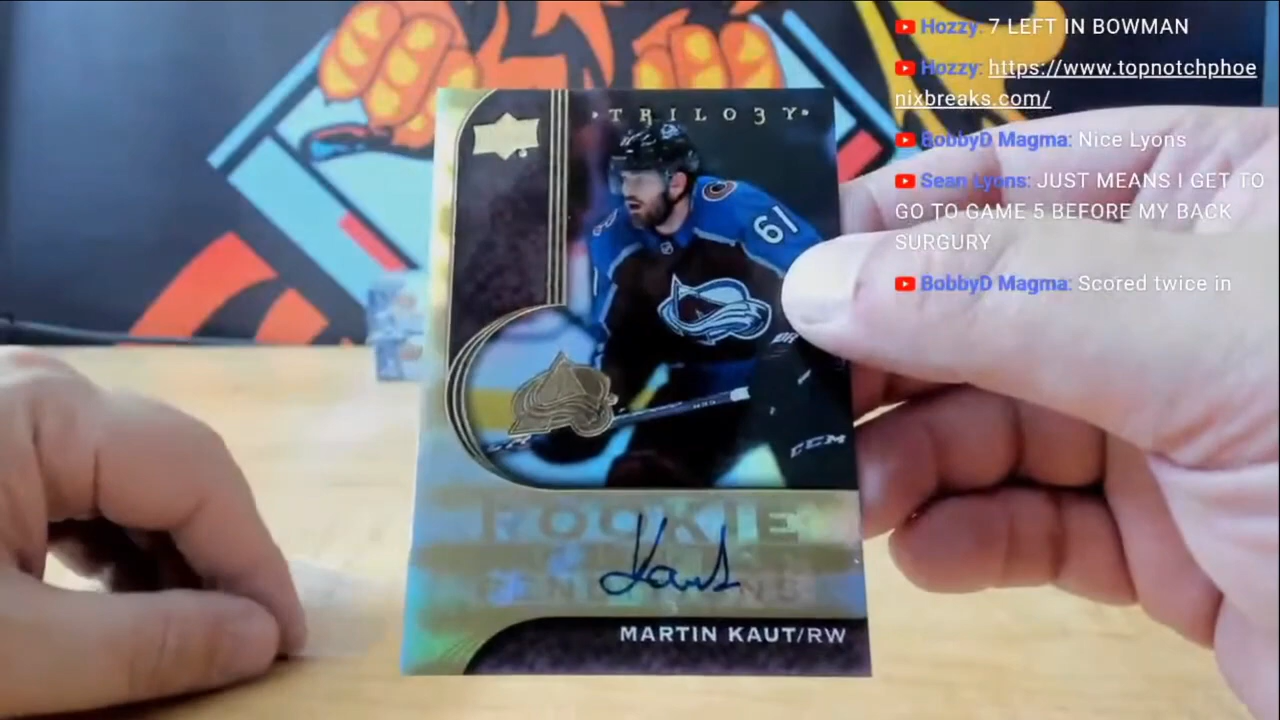 Hozzy: 7 LEFT IN BOWMAN
Hozzy: https://www.topnotchphoe
nixbreaks.com/
BobbyD Magma: Nice Lyons
Sean Lyons: JUST MEANS I GET TO
GO TO GAME 5 BEFORE MY BACK
SURGURY
BobbyD Magma: Scored twice in
TRILO3Y
61
CCM
ROOKIE
Kaut
MARTIN KAUT/RW